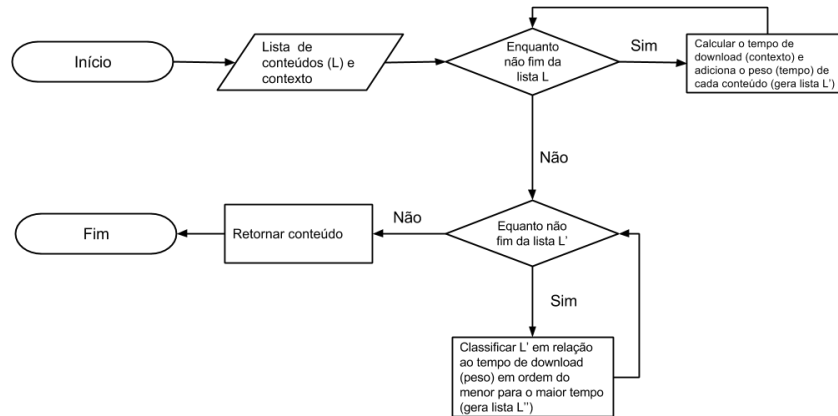 Início
Lista de
conteúdos (L) e
contexto
Enquanto
não fim da
lista L
Sim
Calcular o tempo de
download (contexto) e
adiciona o peso (tempo) de
cada conteúdo (gera lista L')
Não
Equanto não
fim da lista L'
Não
Retornar conteúdo
Fim
Sim
Classificar L' em relação
ao tempo de download
(peso) em ordem do
menor para o maior tempo
(gera lista L'')